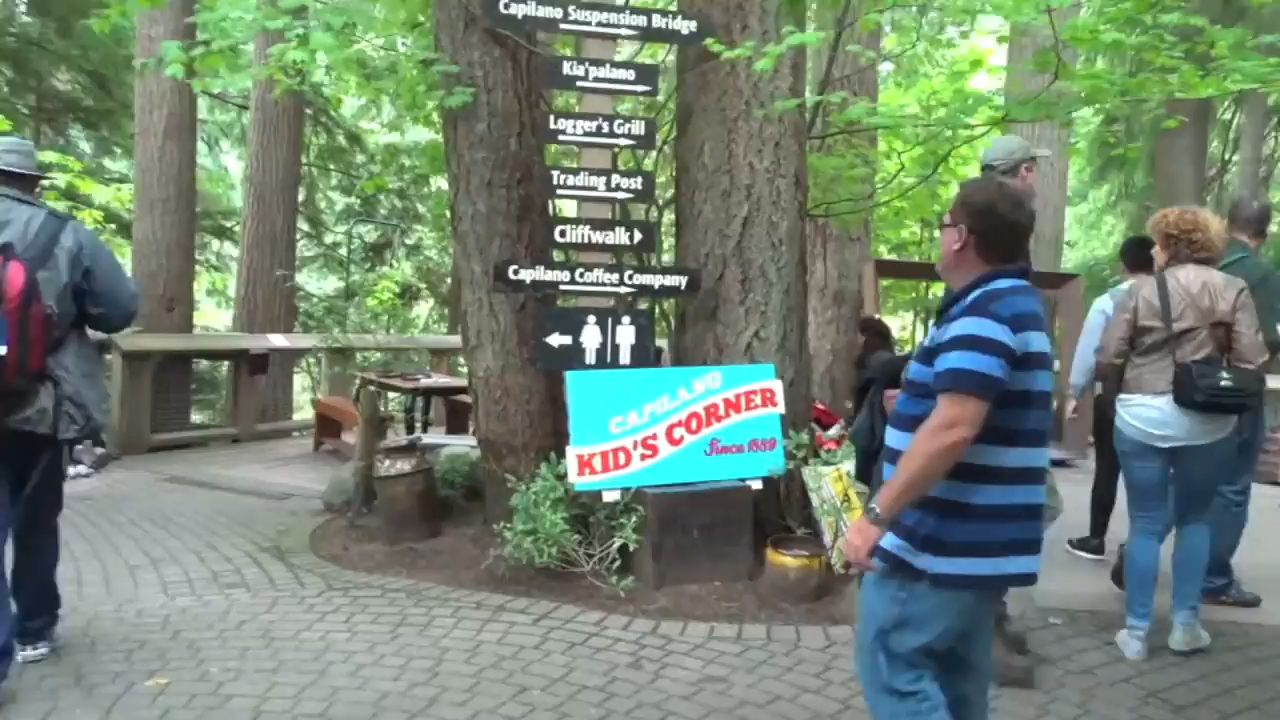 Capilano Suspension Bridge
Kia'palano
Logger's Grill
Trading Post
Cliffwalk
Capilano Coffee Company
CAPILANO
KID'S CORNER
Since 1889